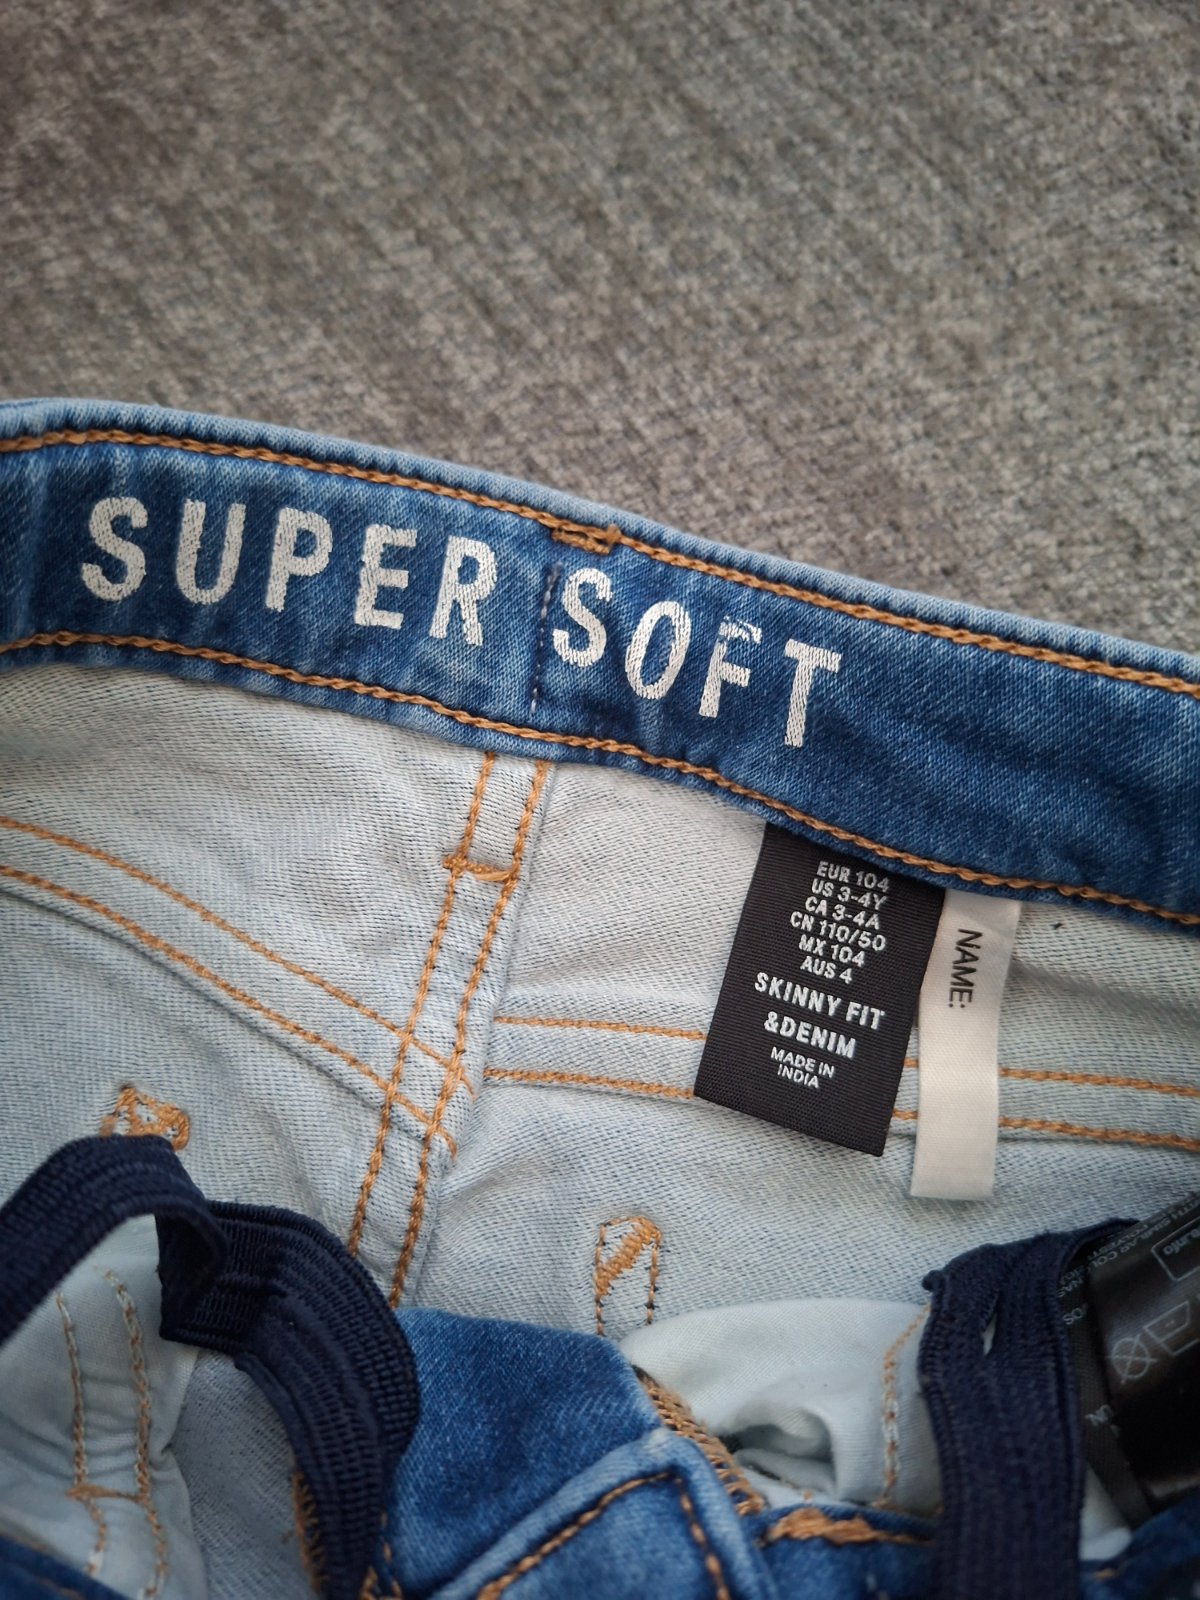 SUPER SOFT
EUR 104
US 3-4Y
CA 3-4A
CN 110/50
MX 104
AUS 4
SKINNY FIT
&DENIM
MADE IN
INDIA
NAME: